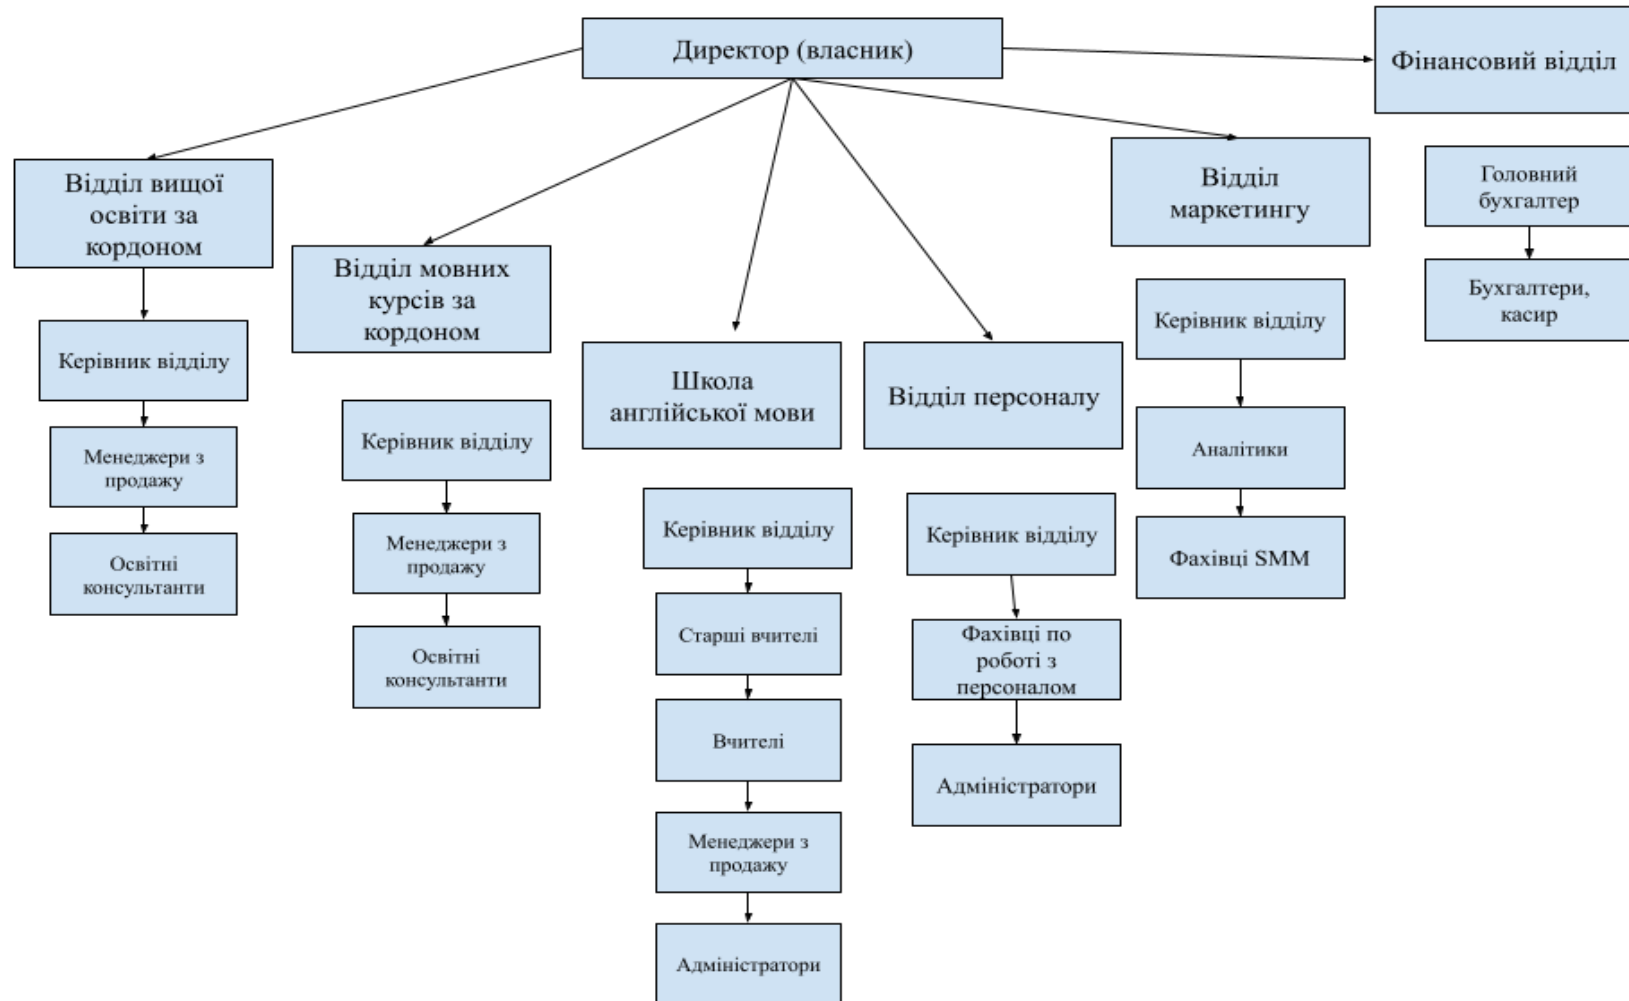 Директор (власник)
Фінансовий відділ
Головний
бухгалтер
Бухгалтери,
касир
Відділ вищої
освіти за
кордоном
Керівник відділу
Менеджери з
продажу
Освітні
консультанти
Відділ мовних
курсів за
кордоном
Керівник відділу
Менеджери з
продажу
Освітні
консультанти
Школа
англійської мови
Керівник відділу
Старші вчителі
Вчителі
Менеджери з
продажу
Адміністратори
Відділ персоналу
Керівник відділу
Фахівці по
роботі з
персоналом
Адміністратори
Відділ
маркетингу
Керівник відділу
Аналітики
Фахівці SMM